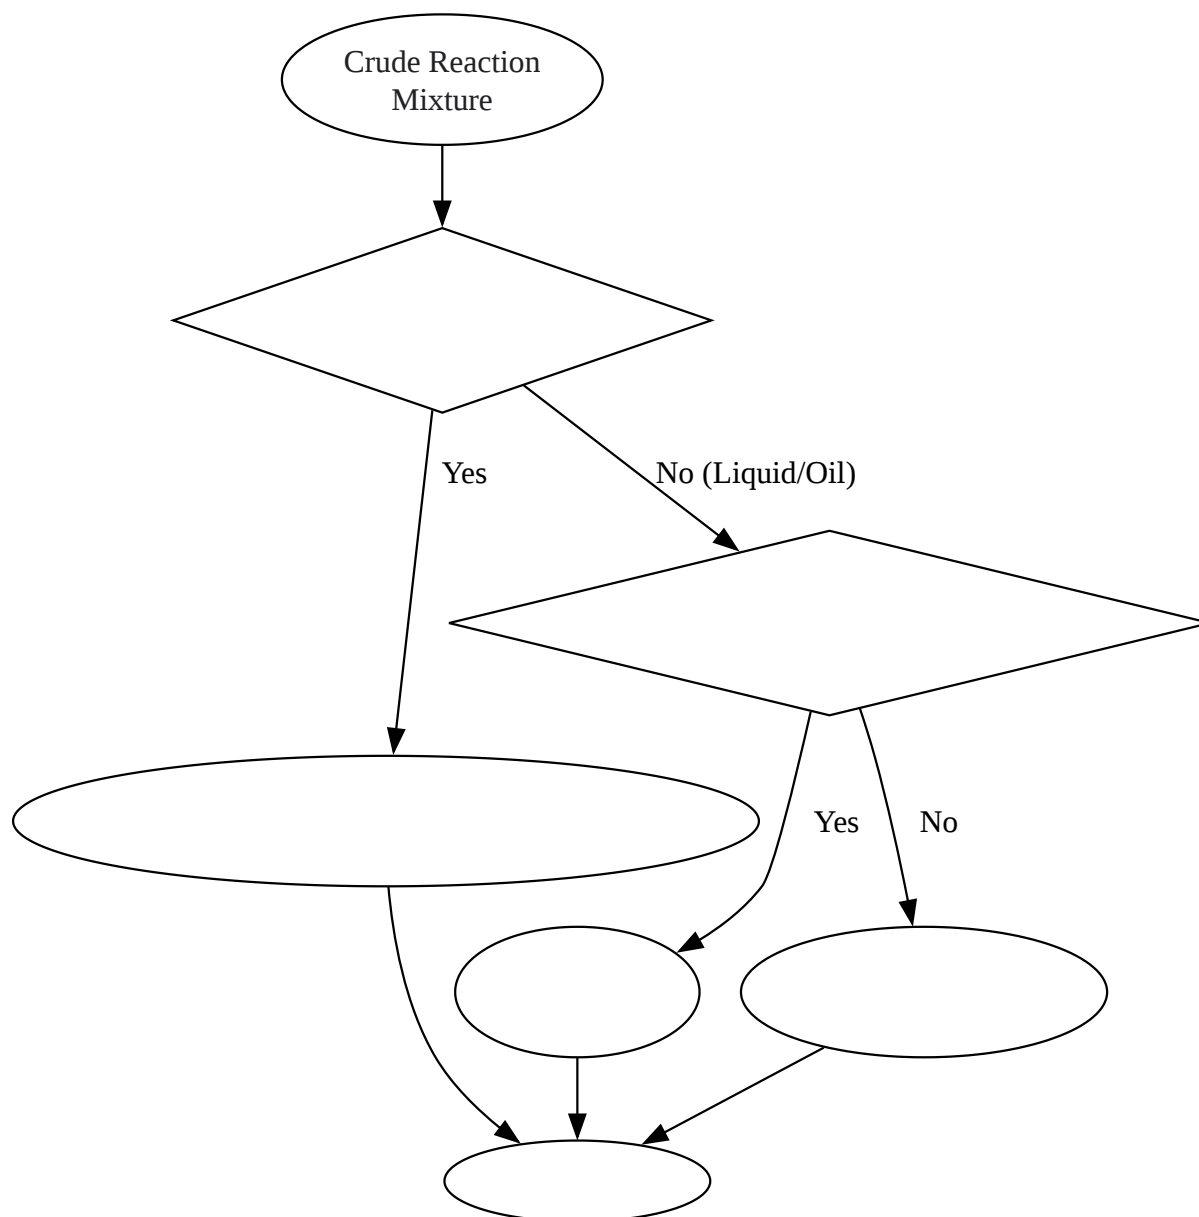 Crude Reaction
Mixture
Yes
No (Liquid/Oil)
Yes
No